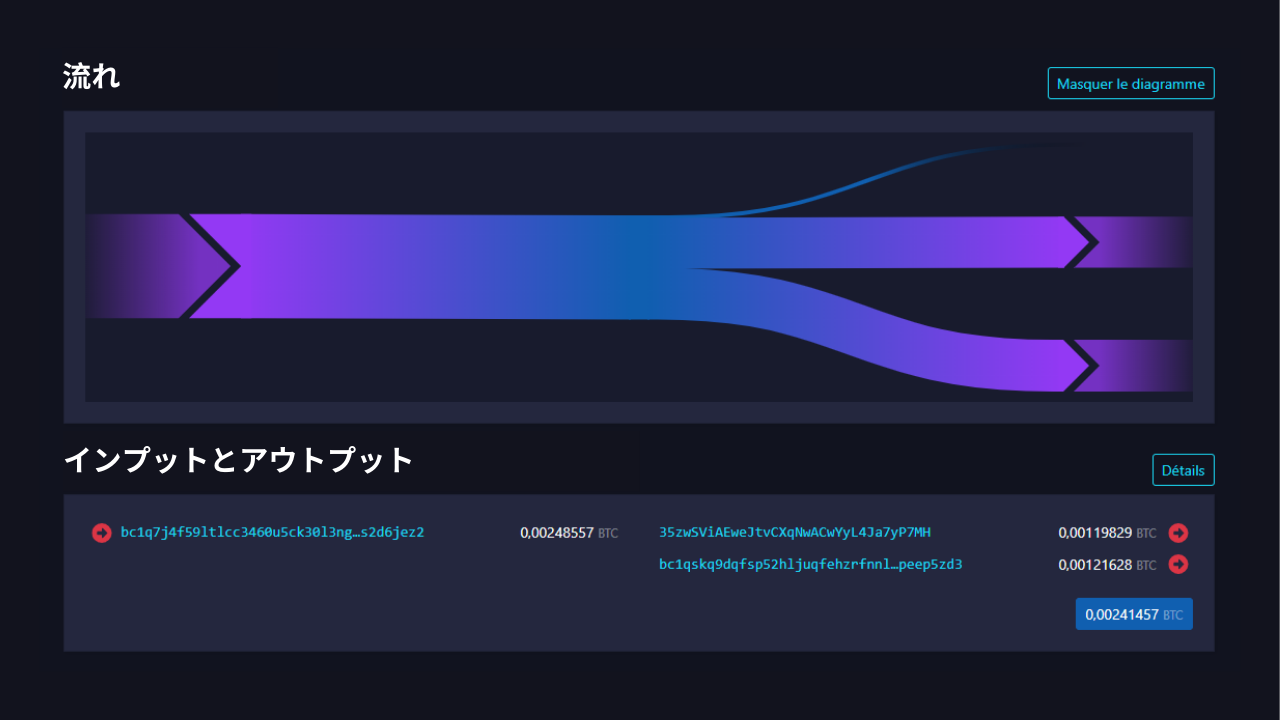 流れ
Masquer le diagramme
インプットとアウトプット
Détails
bc1q7j4f59ltlcc3460u5ck30l3ng…s2d6jez2 0,00248557 BTC 35zwSViAEweJtvCXqNwACwYyL4Ja7yP7MH 0,00119829 BTC
bc1qskq9dqfsp52hljuqfehzrfnnl…peep5zd3 0,00121628 BTC
0,00241457 BTC